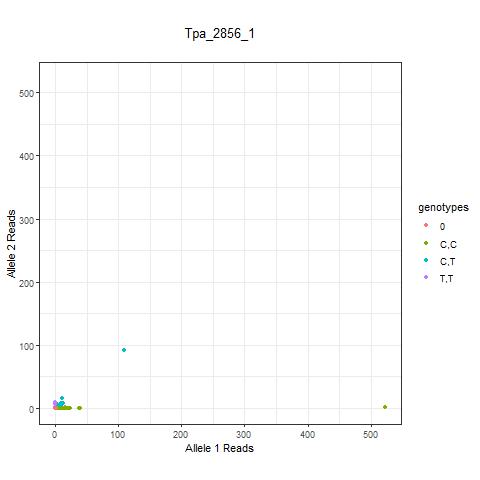 Tpa_2856_1
500
400
300
200
100
0
Allele 2 Reads
0 100 200 300 400 500
Allele 1 Reads
genotypes
0
C,C
C,T
T,T